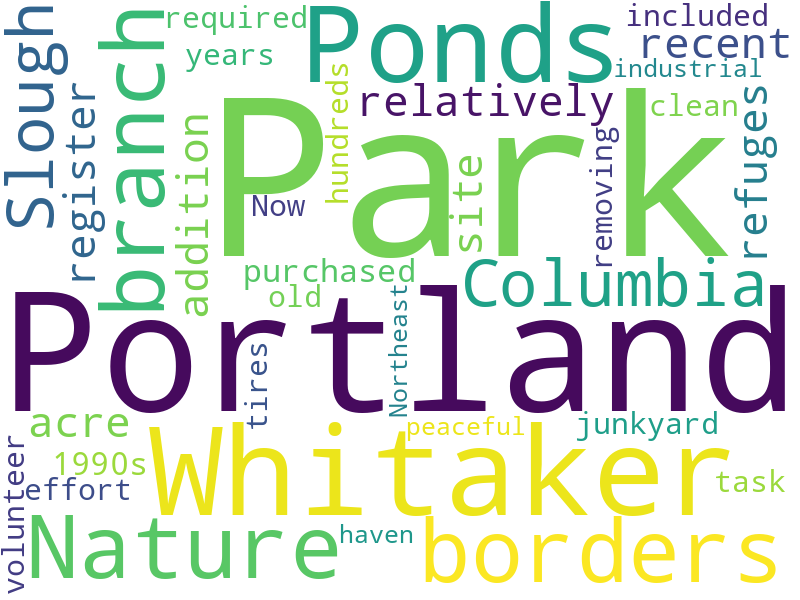 required
included
years
Ponds
recent
industrial
Slough
branch
register
hundreds
relatively
clean
addition
Park
Now
site
removing
refuges
purchased
old
Columbia
Portland
tires
Northeast
acre
peaceful
junkyard
volunteer
1990s
Whitaker
task
effort
Nature
haven
borders